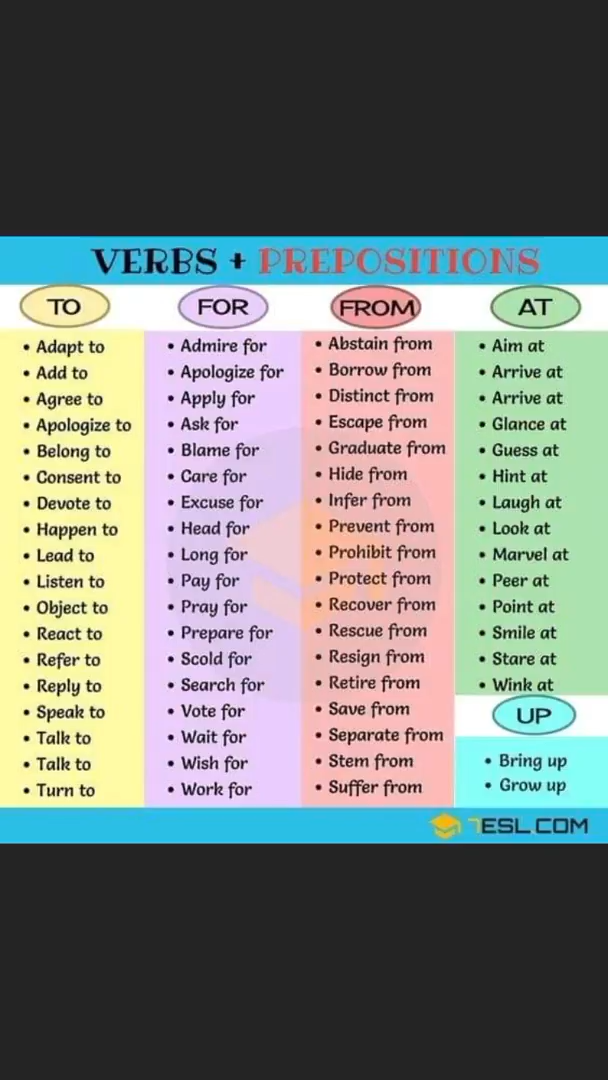 VERBS + PREPOSITIONS
TO
• Adapt to
• Add to
• Agree to
• Apologize to
• Belong to
• Consent to
• Devote to
• Happen to
• Lead to
• Listen to
• Object to
• React to
• Refer to
• Reply to
• Speak to
• Talk to
• Talk to
• Turn to
FOR
• Admire for
• Apologize for
• Apply for
• Ask for
• Blame for
• Care for
• Excuse for
• Head for
• Long for
• Pay for
• Pray for
• Prepare for
• Scold for
• Search for
• Vote for
• Wait for
• Wish for
• Work for
FROM
• Abstain from
• Borrow from
• Distinct from
• Escape from
• Graduate from
• Hide from
• Infer from
• Prevent from
• Prohibit from
• Protect from
• Recover from
• Rescue from
• Resign from
• Retire from
• Save from
• Separate from
• Stem from
• Suffer from
AT
• Aim at
• Arrive at
• Arrive at
• Glance at
• Guess at
• Hint at
• Laugh at
• Look at
• Marvel at
• Peer at
• Point at
• Smile at
• Stare at
• Wink at
UP
• Bring up
• Grow up
7ESL.COM